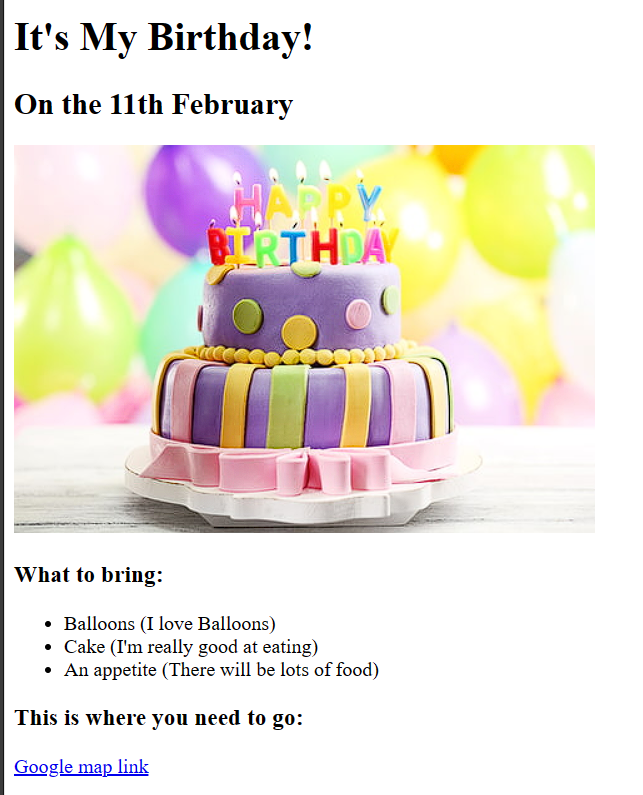 It's My Birthday!
On the 11th February
HAPPY
BIRTHDAY
What to bring:
Balloons (I love Balloons)
Cake (I'm really good at eating)
An appetite (There will be lots of food)
This is where you need to go:
Google map link